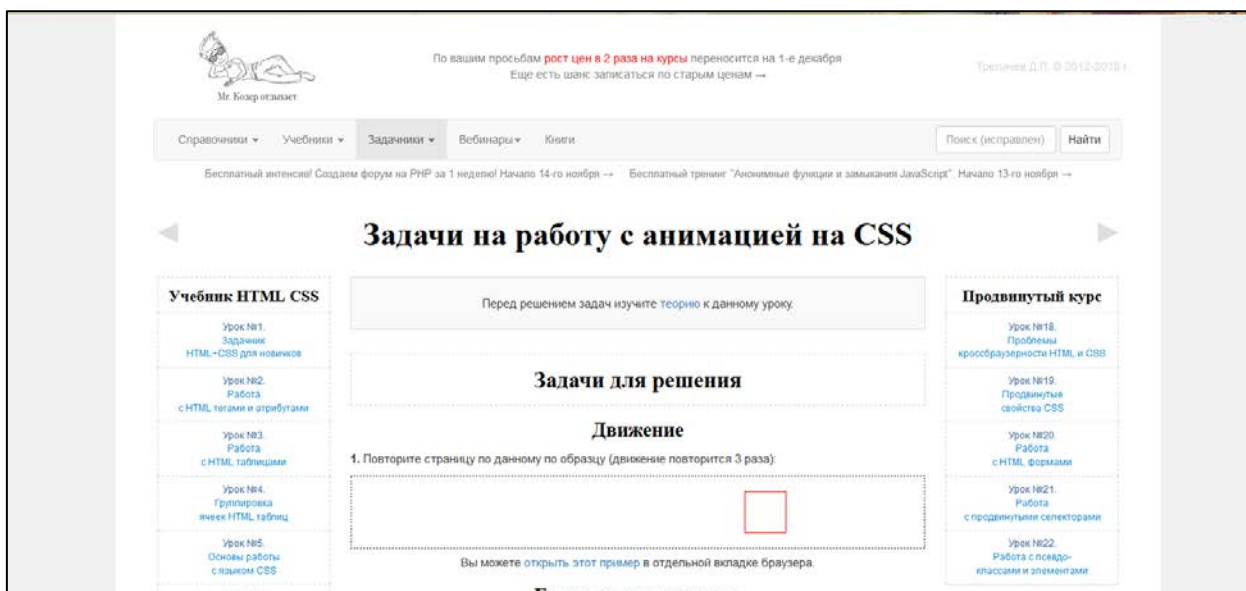 По вашим просьбам рост цен в 2 раза на курсы переносится на 1-е декабря
Еще есть шанс записаться по старым ценам →
Трепачёв Д.П. © 2012-2018 г.
Mr. Козер отдыхает
Справочники Учебники Задачники Вебинары Книги Поиск (исправлен) Найти
Бесплатный интенсив! Создаем форум на PHP за 1 неделю! Начало 14-го ноября → Бесплатный тренинг "Анонимные функции и замыкания JavaScript". Начало 13-го ноября →
Задачи на работу с анимацией на CSS
Учебник HTML CSS
Урок №1.
Задачник
HTML+CSS для новичков
Урок №2.
Работа
с HTML тегами и атрибутами
Урок №3.
Работа
с HTML таблицами
Урок №4.
Группировка
ячеек HTML таблиц
Урок №5.
Основы работы
с языком CSS
Перед решением задач изучите теорию к данному уроку.
Задачи для решения
Движение
1. Повторите страницу по данному по образцу (движение повторится 3 раза):
Вы можете открыть этот пример в отдельной вкладке браузера.
Продвинутый курс
Урок №18.
Проблемы
кроссбраузерности HTML и CSS
Урок №19.
Продвинутые
свойства CSS
Урок №20.
Работа
с HTML формами
Урок №21.
Работа
с продвинутыми селекторами
Урок №22.
Работа с псевдо-
классами и элементами